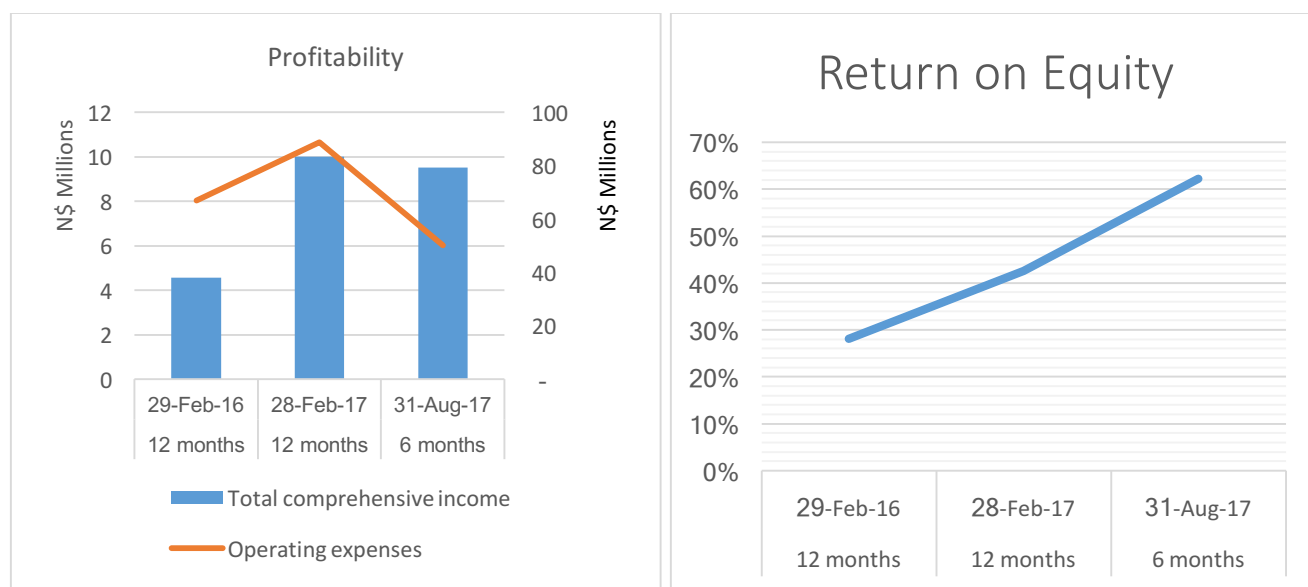 Profitability
N$ Millions
12
10
8
6
4
2
0
100
80
60
40
20
-
N$ Millions
29-Feb-16 28-Feb-17 31-Aug-17
12 months 12 months 6 months
Total comprehensive income
Operating expenses
Return on Equity
70%
60%
50%
40%
30%
20%
10%
0%
29-Feb-16 28-Feb-17 31-Aug-17
12 months 12 months 6 months